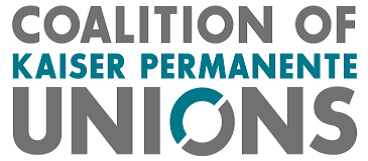 COALITION OF
KAISER PERMANENTE
UNIONS